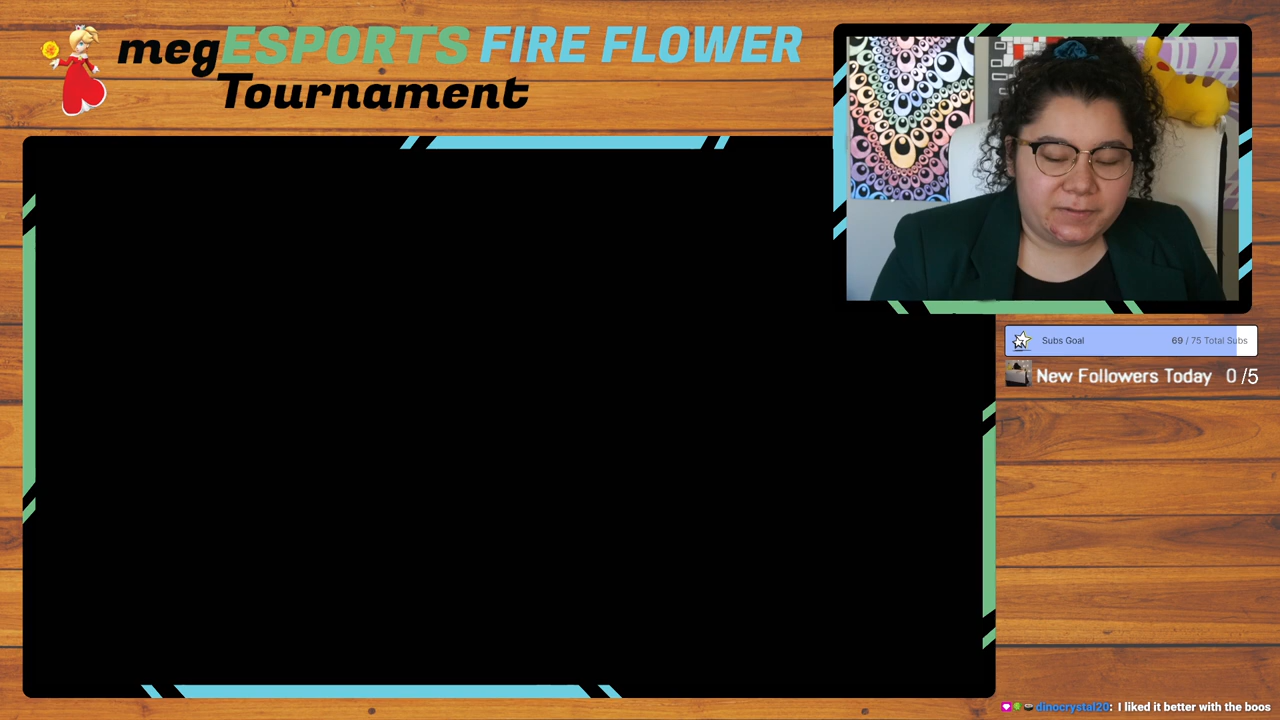 megESPORTS FIRE FLOWER
Tournament
Subs Goal 69 / 75 Total Subs
New Followers Today 0 /5
dinocrystal20: I liked it better with the boos